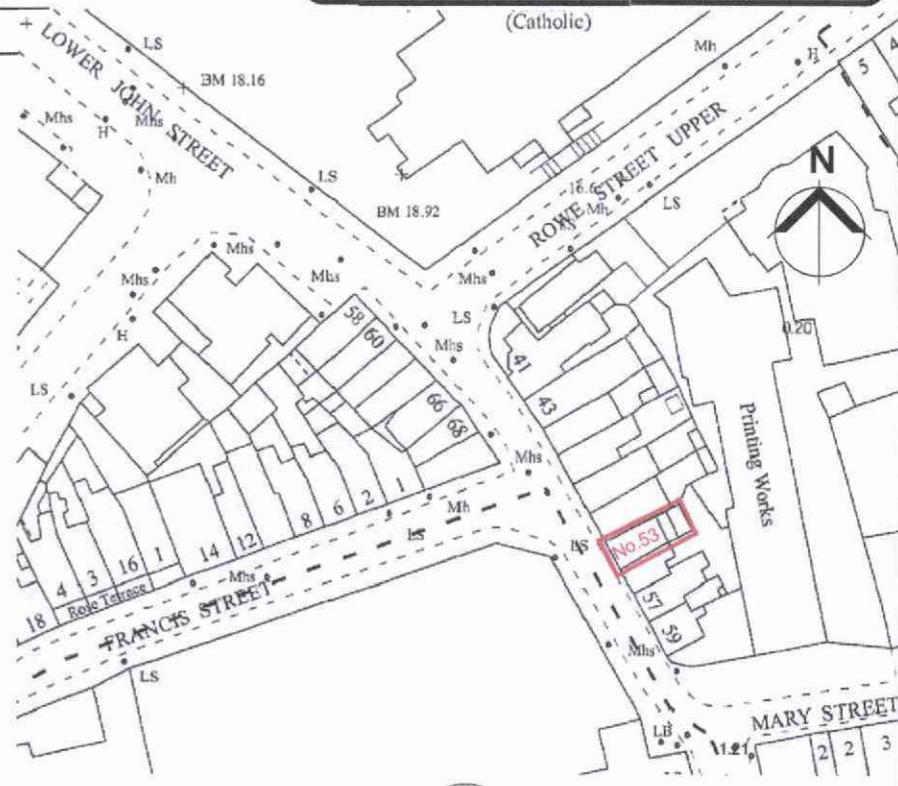 (Catholic)
LOWER JOHN STREET
LS
BM 18.16
Mh
H
5
4
Mhs
H
Mhs
Mh
LS
BM 18.92
ROWE STREET UPPER
16.6
Mh
LS
N
Mhs
Mhs
Mhs
LS
H
58
60
Mhs
41
0.20
LS
43
66
68
Printing Works
Mhs
1
2
6
8
12
14
1
16
3
4
18
Mh
LS
No.53
Mhs
Rose Terrace
FRANCIS STREET
57
59
Mhs
LS
MARY STREET
LB
1.21
2
2
3